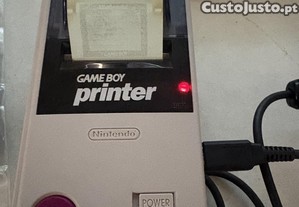 CustoJusto.pt
GAME BOY
printer
Nintendo
POWER